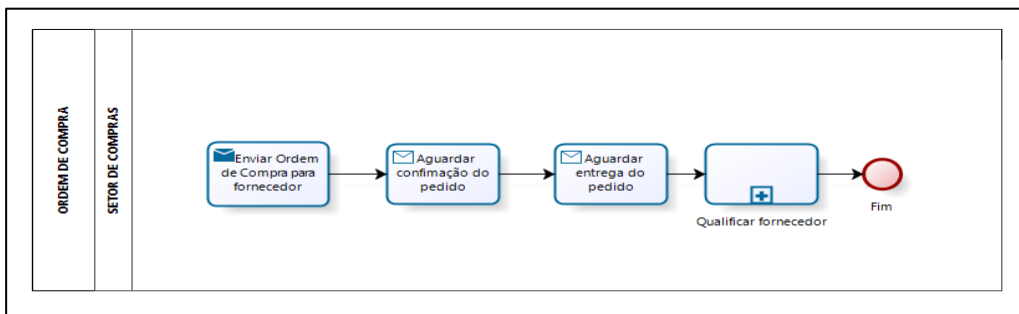 ORDEM DE COMPRA
SETOR DE COMPRAS
Enviar Ordem
de Compra para
fornecedor
Aguardar
confimação do
pedido
Aguardar
entrega do
pedido
Qualificar fornecedor
Fim